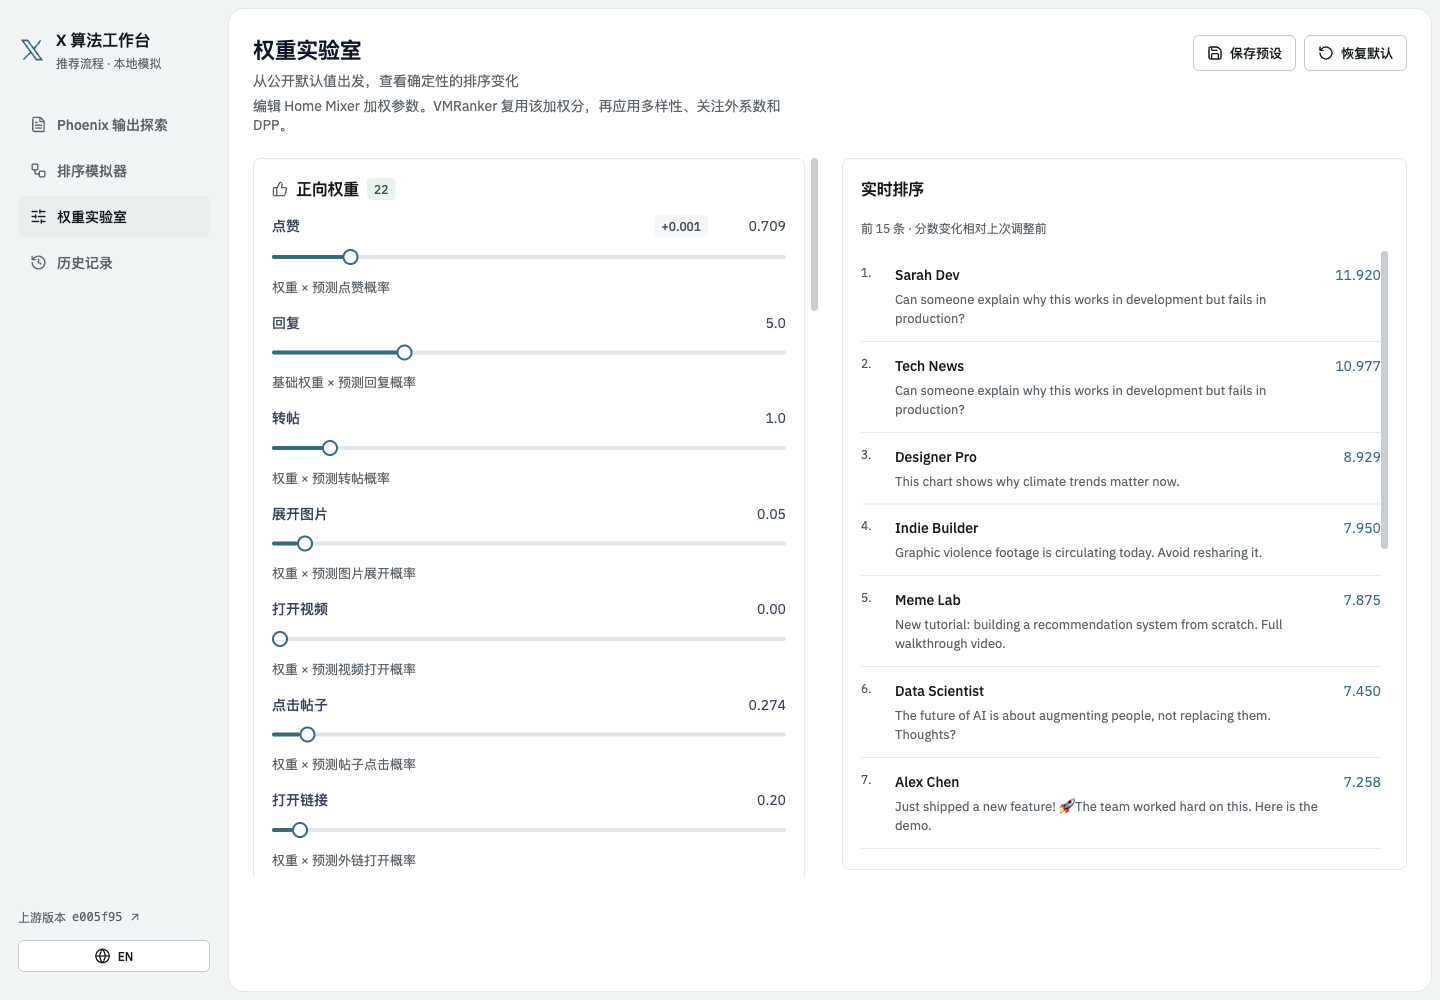 X 算法工作台
推荐流程 · 本地模拟
Phoenix 输出探索
排序模拟器
权重实验室
历史记录
上游版本 e005f95
EN
权重实验室
从公开默认值出发，查看确定性的排序变化
编辑 Home Mixer 加权参数。VMRanker 复用该加权分，再应用多样性、关注外系数和
DPP。
保存预设
恢复默认
正向权重 22
点赞 +0.001 0.709
权重 × 预测点赞概率
回复 5.0
基础权重 × 预测回复概率
转帖 1.0
权重 × 预测转帖概率
展开图片 0.05
权重 × 预测图片展开概率
打开视频 0.00
权重 × 预测视频打开概率
点击帖子 0.274
权重 × 预测帖子点击概率
打开链接 0.20
权重 × 预测外链打开概率
实时排序
前 15 条 · 分数变化相对上次调整前
1. Sarah Dev 11.920
Can someone explain why this works in development but fails in
production?
2. Tech News 10.977
Can someone explain why this works in development but fails in
production?
3. Designer Pro 8.929
This chart shows why climate trends matter now.
4. Indie Builder 7.950
Graphic violence footage is circulating today. Avoid resharing it.
5. Meme Lab 7.875
New tutorial: building a recommendation system from scratch. Full
walkthrough video.
6. Data Scientist 7.450
The future of AI is about augmenting people, not replacing them.
Thoughts?
7. Alex Chen 7.258
Just shipped a new feature! 🚀The team worked hard on this. Here is the
demo.